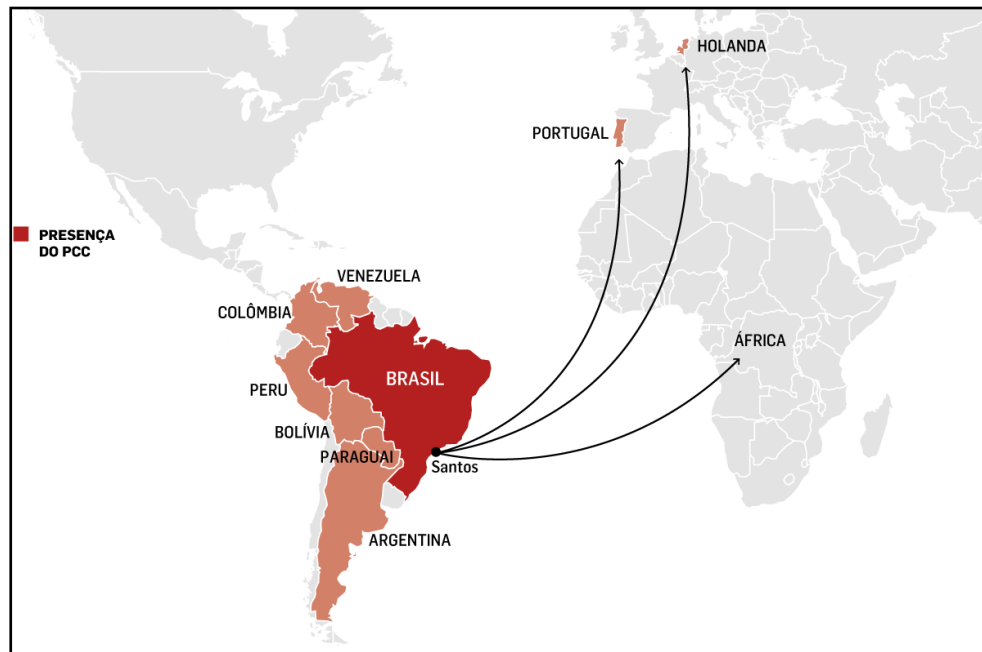 HOLANDA
PORTUGAL
PRESENÇA
DO PCC
VENEZUELA
COLÔMBIA
ÁFRICA
BRASIL
PERU
BOLÍVIA
PARAGUAI
Santos
ARGENTINA